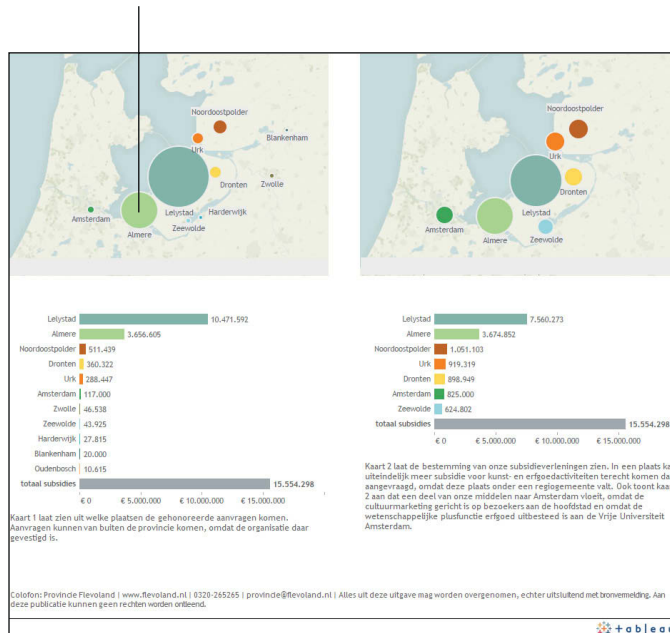 Noordoostpolder
Blankenham
Urk
Dronten
Zwolle
Lelystad
Harderwijk
Amsterdam
Zeewolde
Almere
Noordoostpolder
Urk
Dronten
Lelystad
Amsterdam
Zeewolde
Almere
Lelystad 10.471.592
Almere 3.656.605
Noordoostpolder 511.439
Dronten 360.322
Urk 288.447
Amsterdam 117.000
Zwolle 46.538
Zeewolde 43.925
Harderwijk 27.815
Blankenham 20.000
Oudenbosch 10.615
totaal subsidies 15.554.298
€ 0 € 5.000.000 € 10.000.000 € 15.000.000
Kaart 1 laat zien uit welke plaatsen de gehonoreerde aanvragen komen.
Aanvragen kunnen van buiten de provincie komen, omdat de organisatie daar
gevestigd is.
Lelystad 7.560.273
Almere 3.674.852
Noordoostpolder 1.051.103
Urk 919.319
Dronten 898.949
Amsterdam 825.000
Zeewolde 624.802
totaal subsidies 15.554.298
€ 0 € 5.000.000 € 10.000.000 € 15.000.000
Kaart 2 laat de bestemming van onze subsidieverleningen zien. In een plaats ka
uiteindelijk meer subsidie voor kunst- en erfgoedactiviteiten terecht komen da
aangevraagd, omdat deze plaats onder een regiogemeente valt. Ook toont kaa
2 aan dat een deel van onze middelen naar Amsterdam vloeit, omdat de
cultuurmarketing gericht is op bezoekers aan de hoofdstad en omdat de
wetenschappelijke plusfunctie erfgoed uitbesteed is aan de Vrije Universiteit
Amsterdam.
Colofon: Provincie Flevoland | www.flevoland.nl | 0320-265265 | provincie@flevoland.nl | Alles uit deze uitgave mag worden overgenomen, echter uitsluitend met bronvermelding. Aan
deze publicatie kunnen geen rechten worden ontleend.
+ a b l e a